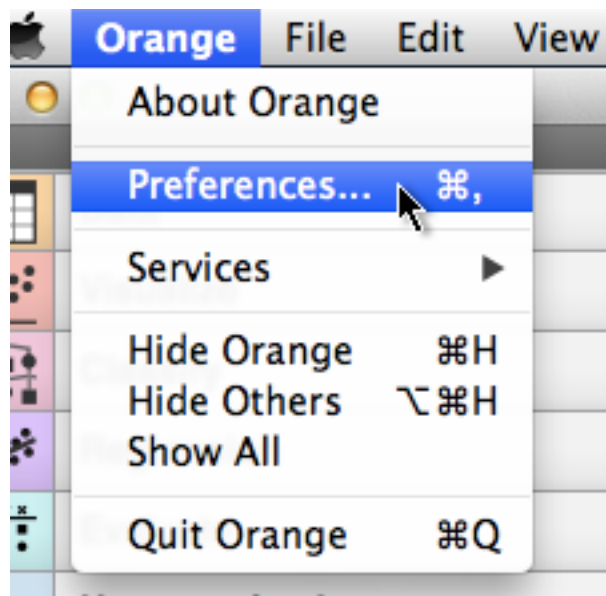 Orange File Edit View
About Orange
Preferences... ⌘,
Services ▶
Hide Orange ⌘H
Hide Others ⌥⌘H
Show All
Quit Orange ⌘Q